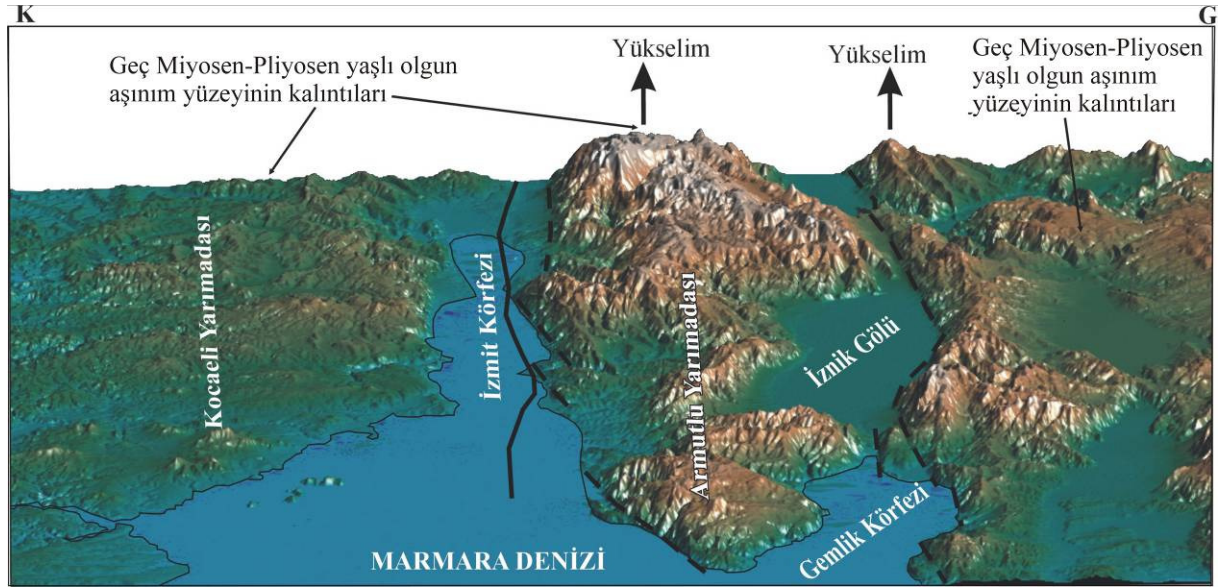 K
G
Yükselim
Yükselim
Geç Miyosen-Pliyosen yaşlı olgun
aşınım yüzeyinin kalıntıları
Geç Miyosen-Pliyosen
yaşlı olgun aşınım
yüzeyinin kalıntıları
Kocaeli Yarımadası
İzmit Körfezi
Armutlu Yarımadası
İznik Gölü
Gemlik Körfezi
MARMARA DENİZİ